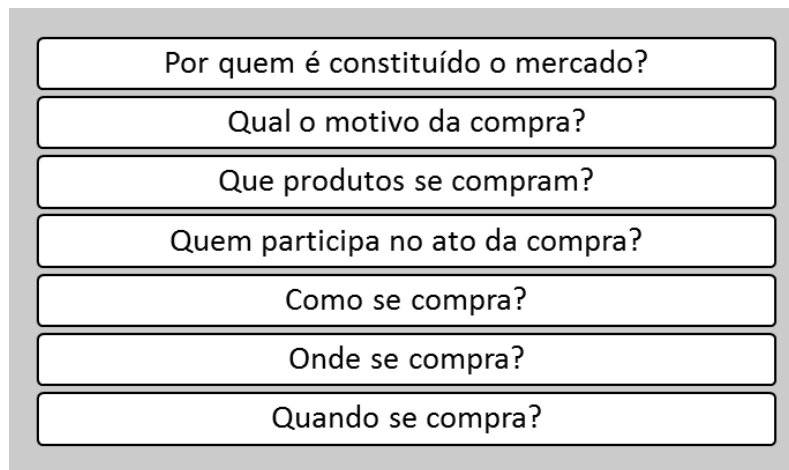 Por quem é constituído o mercado?
Qual o motivo da compra?
Que produtos se compram?
Quem participa no ato da compra?
Como se compra?
Onde se compra?
Quando se compra?